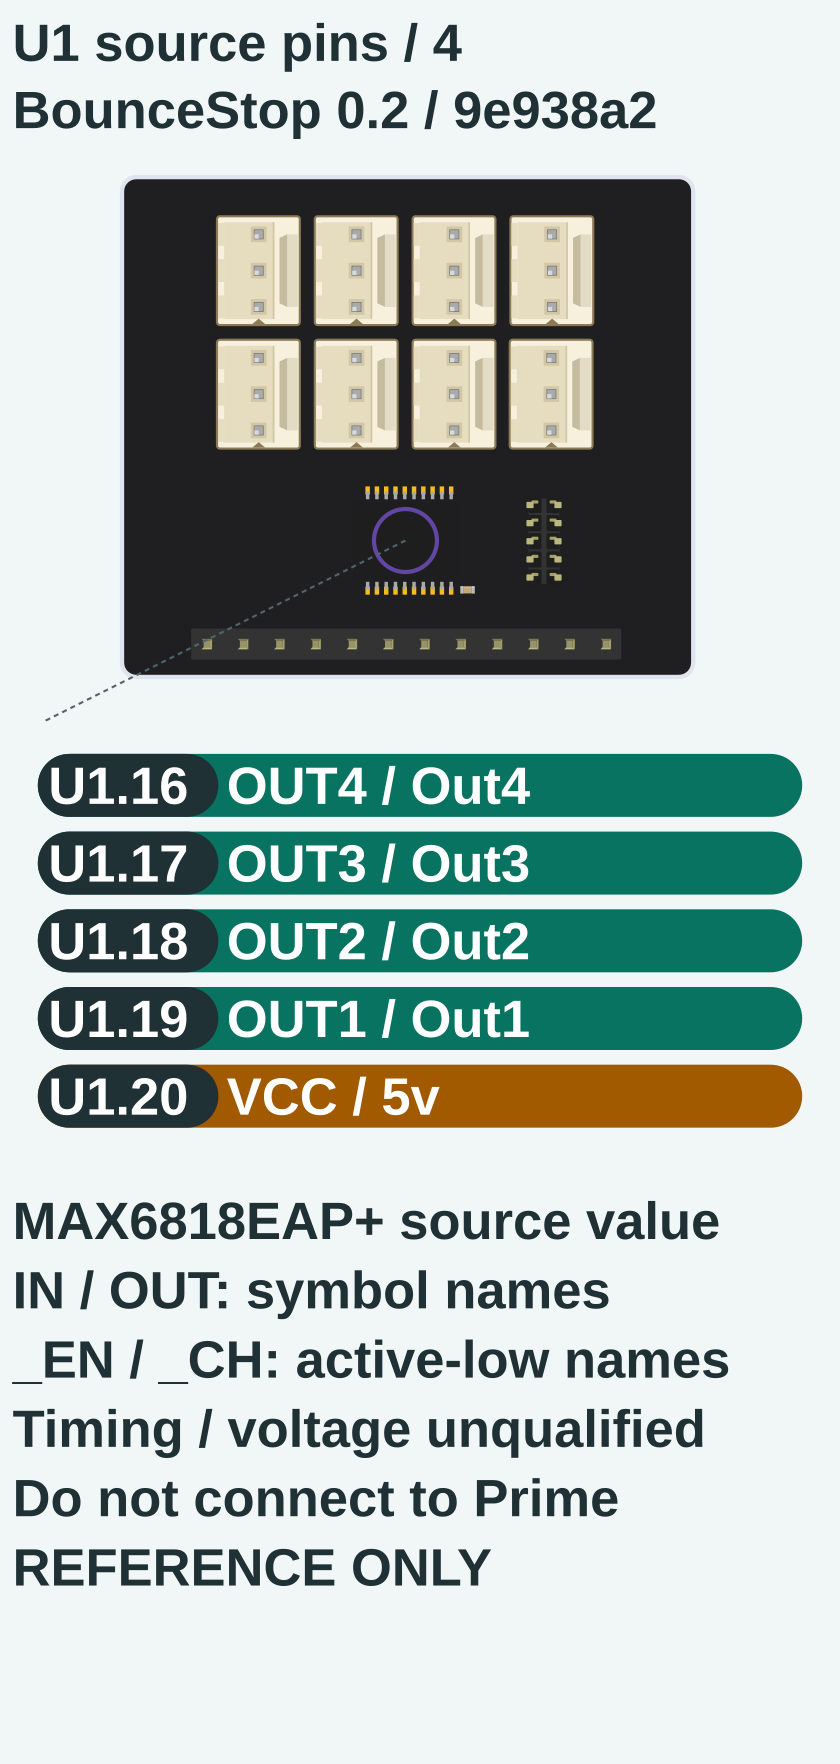 U1 source pins / 4
BounceStop 0.2 / 9e938a2
U1.16 OUT4 / Out4
U1.17 OUT3 / Out3
U1.18 OUT2 / Out2
U1.19 OUT1 / Out1
U1.20 VCC / 5v
MAX6818EAP+ source value
IN / OUT: symbol names
_EN / _CH: active-low names
Timing / voltage unqualified
Do not connect to Prime
REFERENCE ONLY